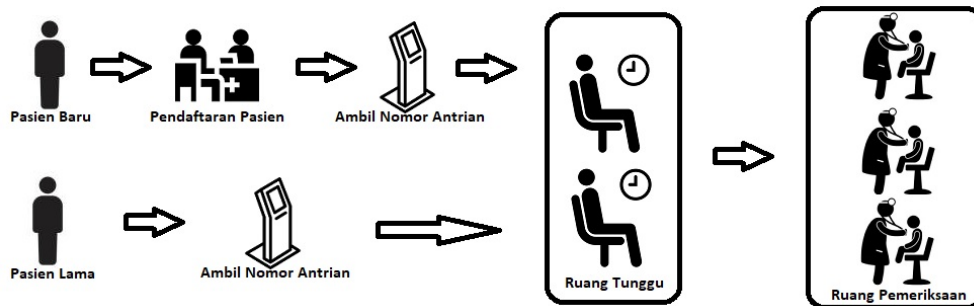 Pasien Baru
Pendaftaran Pasien
Ambil Nomor Antrian
Pasien Lama
Ambil Nomor Antrian
Ruang Tunggu
Ruang Pemeriksaan